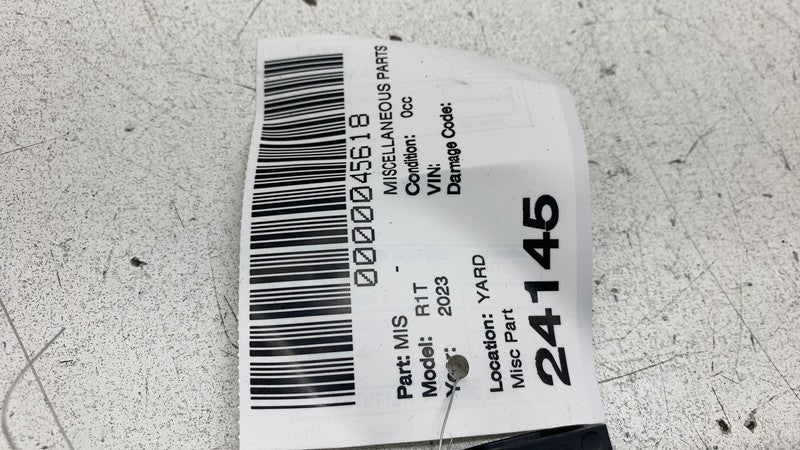 0000045618
Part: MIS - MISCELLANEOUS PARTS
Model: R1T Condition: 0cc
Year: 2023 VIN:
Damage Code:
Location: YARD
Misc Part
24145